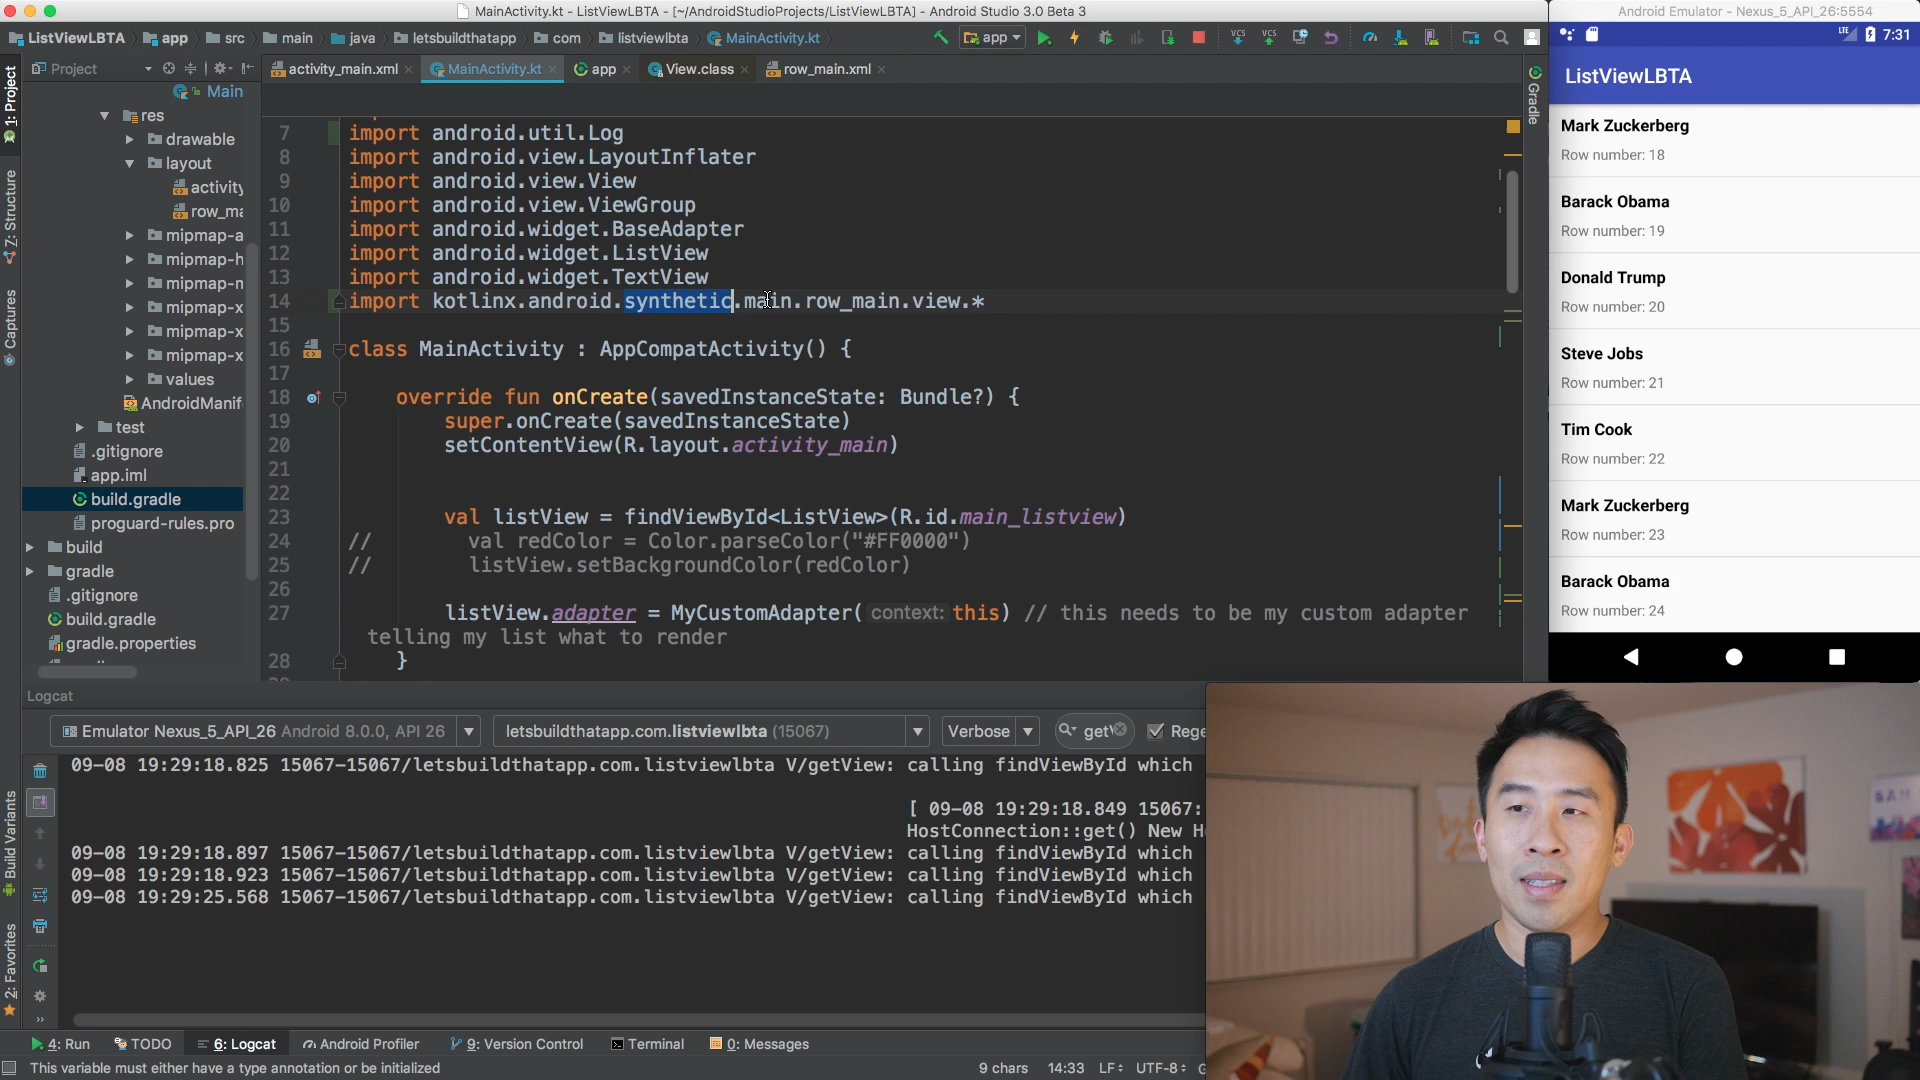 MainActivity.kt - ListViewLBTA - [~/AndroidStudioProjects/ListViewLBTA] - Android Studio 3.0 Beta 3
Android Emulator - Nexus_5_API_26:5554
ListViewLBTA
app
src
main
java
letsbuildthatapp
com
listviewlbta
MainActivity.kt
app
LTE
7:31
Project
activity_main.xml
MainActivity.kt
app
View.class
row_main.xml
ListViewLBTA
1: Project
Z: Structure
Captures
Build Variants
2: Favorites
Gradle
Main
res
drawable
layout
activity
row_ma
mipmap-a
mipmap-h
mipmap-m
mipmap-x
mipmap-x
mipmap-x
values
AndroidManif
test
.gitignore
app.iml
build.gradle
proguard-rules.pro
build
gradle
.gitignore
build.gradle
gradle.properties
7 import android.util.Log
8 import android.view.LayoutInflater
9 import android.view.View
10 import android.view.ViewGroup
11 import android.widget.BaseAdapter
12 import android.widget.ListView
13 import android.widget.TextView
14 import kotlinx.android.synthetic.main.row_main.view.*
15
16 class MainActivity : AppCompatActivity() {
17
18 override fun onCreate(savedInstanceState: Bundle?) {
19 super.onCreate(savedInstanceState)
20 setContentView(R.layout.activity_main)
21
22
23 val listView = findViewById<ListView>(R.id.main_listview)
24 // val redColor = Color.parseColor("#FF0000")
25 // listView.setBackgroundColor(redColor)
26
27 listView.adapter = MyCustomAdapter( context: this) // this needs to be my custom adapter
telling my list what to render
28 }
Mark Zuckerberg
Row number: 18
Barack Obama
Row number: 19
Donald Trump
Row number: 20
Steve Jobs
Row number: 21
Tim Cook
Row number: 22
Mark Zuckerberg
Row number: 23
Barack Obama
Row number: 24
Logcat
Emulator Nexus_5_API_26 Android 8.0.0, API 26
letsbuildthatapp.com.listviewlbta (15067)
Verbose
getV
Rege
09-08 19:29:18.825 15067-15067/letsbuildthatapp.com.listviewlbta V/getView: calling findViewById which
[ 09-08 19:29:18.849 15067:
HostConnection::get() New H
09-08 19:29:18.897 15067-15067/letsbuildthatapp.com.listviewlbta V/getView: calling findViewById which
09-08 19:29:18.923 15067-15067/letsbuildthatapp.com.listviewlbta V/getView: calling findViewById which
09-08 19:29:25.568 15067-15067/letsbuildthatapp.com.listviewlbta V/getView: calling findViewById which
4: Run
TODO
6: Logcat
Android Profiler
9: Version Control
Terminal
0: Messages
This variable must either have a type annotation or be initialized
9 chars
14:33
LF
UTF-8